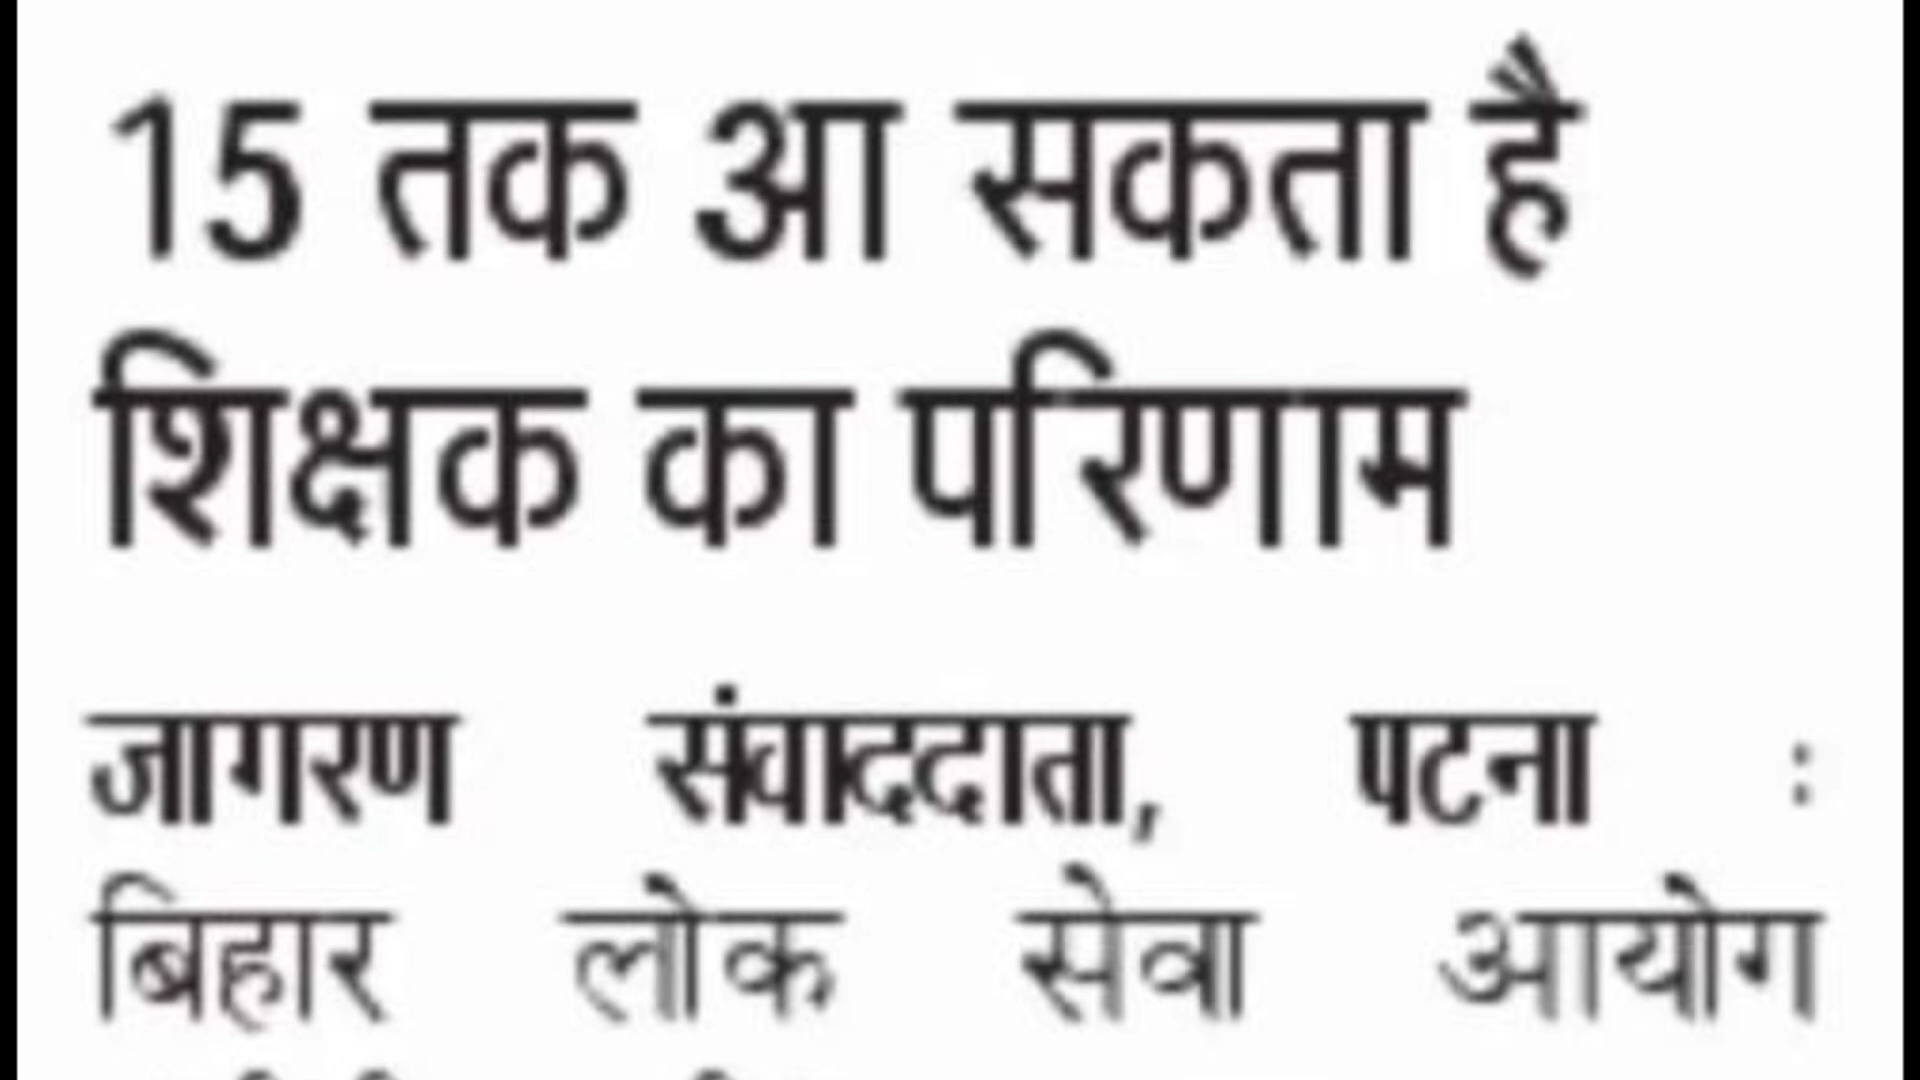 15 तक आ सकता है
शिक्षक का परिणाम
जागरण संवाददाता, पटना :
बिहार लोक सेवा आयोग